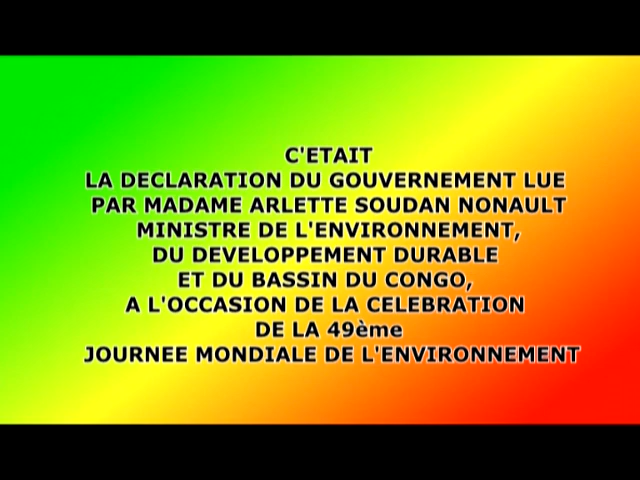 C'ETAIT
LA DECLARATION DU GOUVERNEMENT LUE
PAR MADAME ARLETTE SOUDAN NONAULT
MINISTRE DE L'ENVIRONNEMENT,
DU DEVELOPPEMENT DURABLE
ET DU BASSIN DU CONGO,
A L'OCCASION DE LA CELEBRATION
DE LA 49ème
JOURNEE MONDIALE DE L'ENVIRONNEMENT